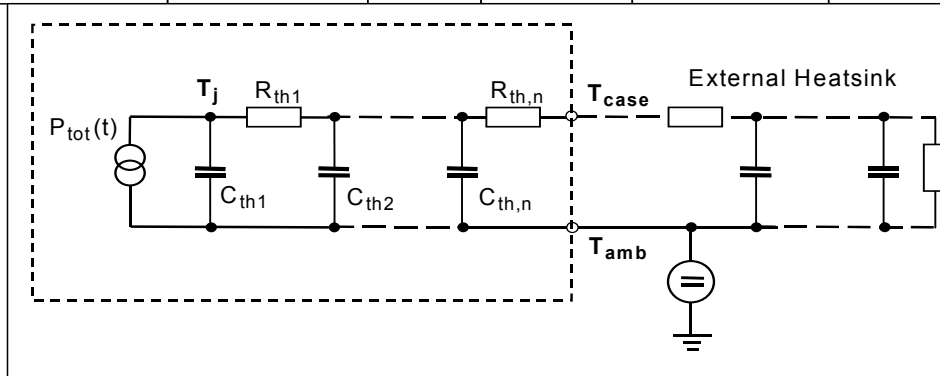 T_j R_th1 R_th,n T_case External Heatsink
P_tot(t)
C_th1 C_th2 C_th,n
T_amb